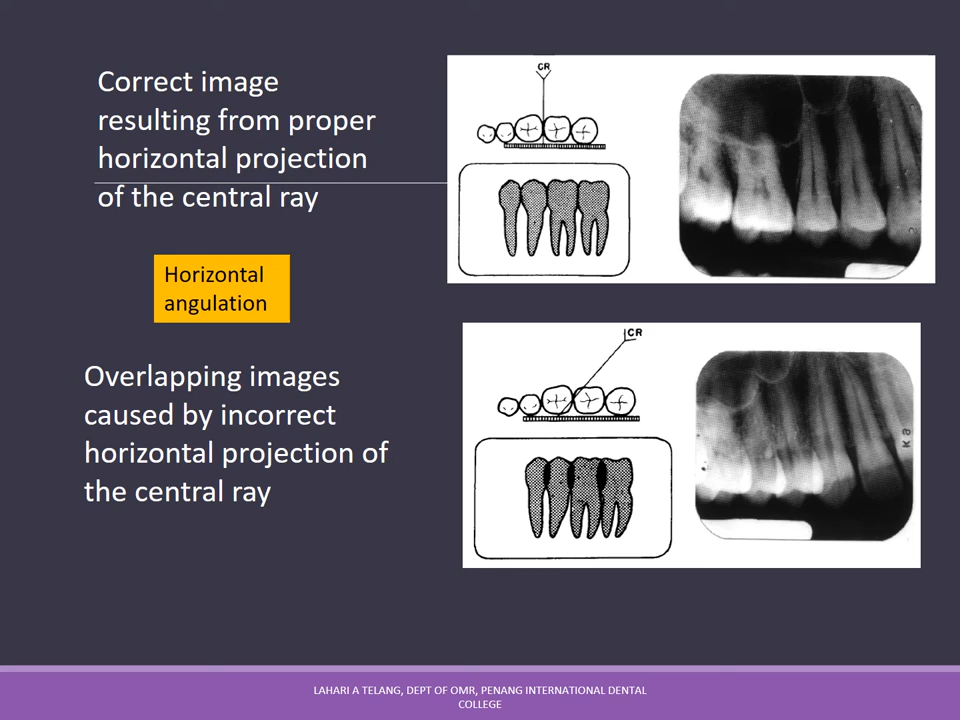 Correct image
resulting from proper
horizontal projection
of the central ray
CR
Horizontal
angulation
Overlapping images
caused by incorrect
horizontal projection of
the central ray
CR
LAHARI A TELANG, DEPT OF OMR, PENANG INTERNATIONAL DENTAL
COLLEGE